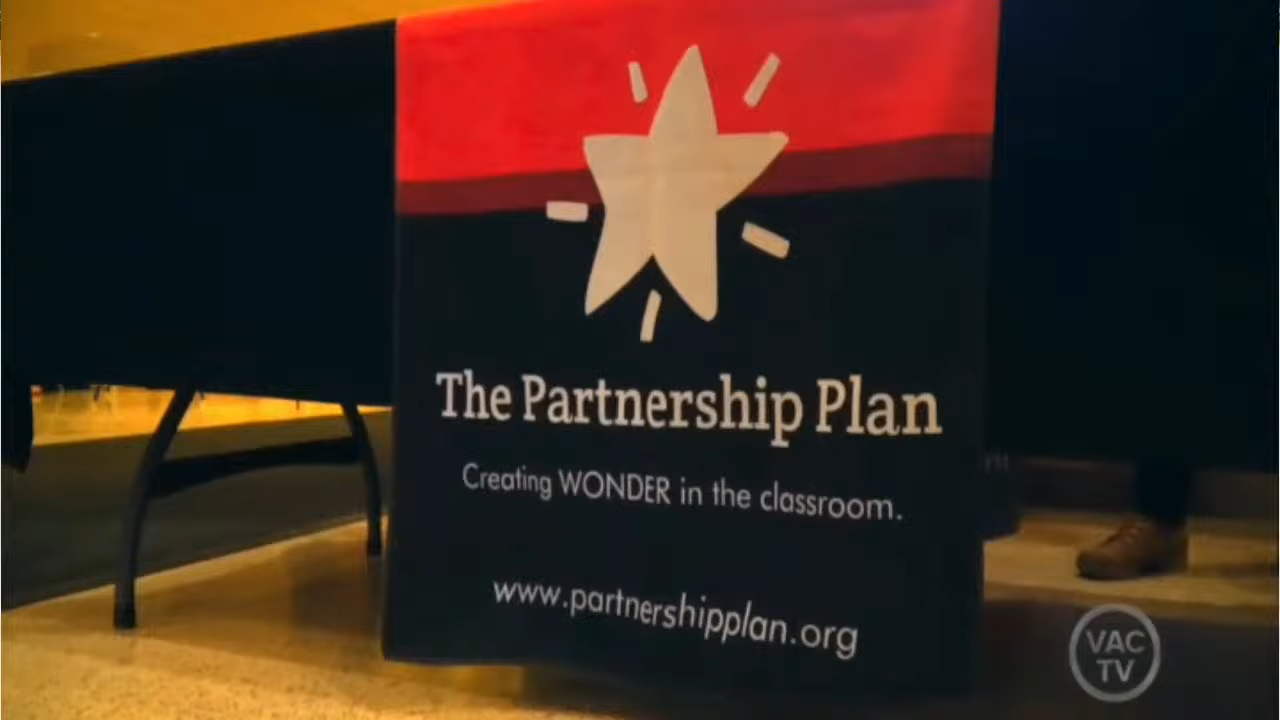 The Partnership Plan
Creating WONDER in the classroom.
www.partnershipplan.org
VAC
TV